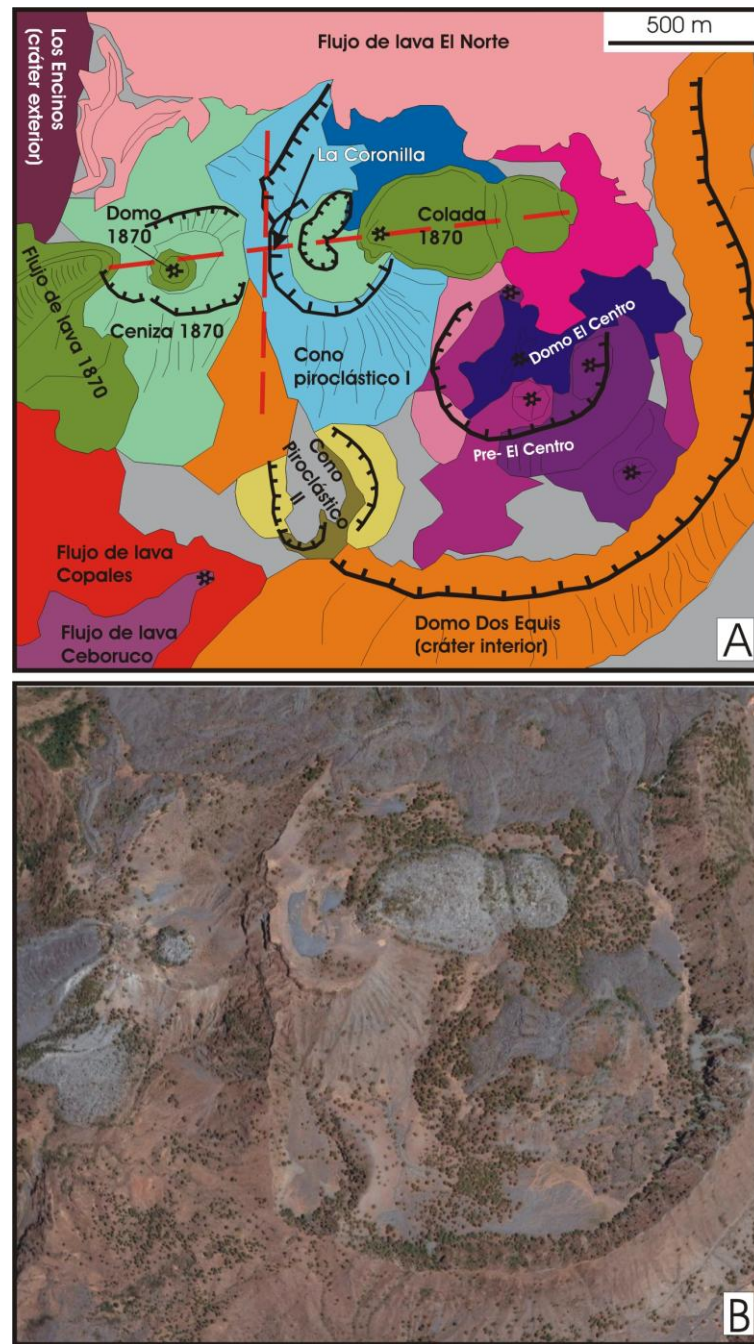 Los Encinos
(cráter exterior)
Flujo de lava El Norte
500 m
La Coronilla
Domo
1870
Colada
1870
Flujo de lava 1870
Ceniza 1870
Domo El Centro
Cono
piroclástico I
Pre- El Centro
Cono
Piroclástico
II
Flujo de lava
Copales
Flujo de lava
Ceboruco
Domo Dos Equis
(cráter interior)
A
B